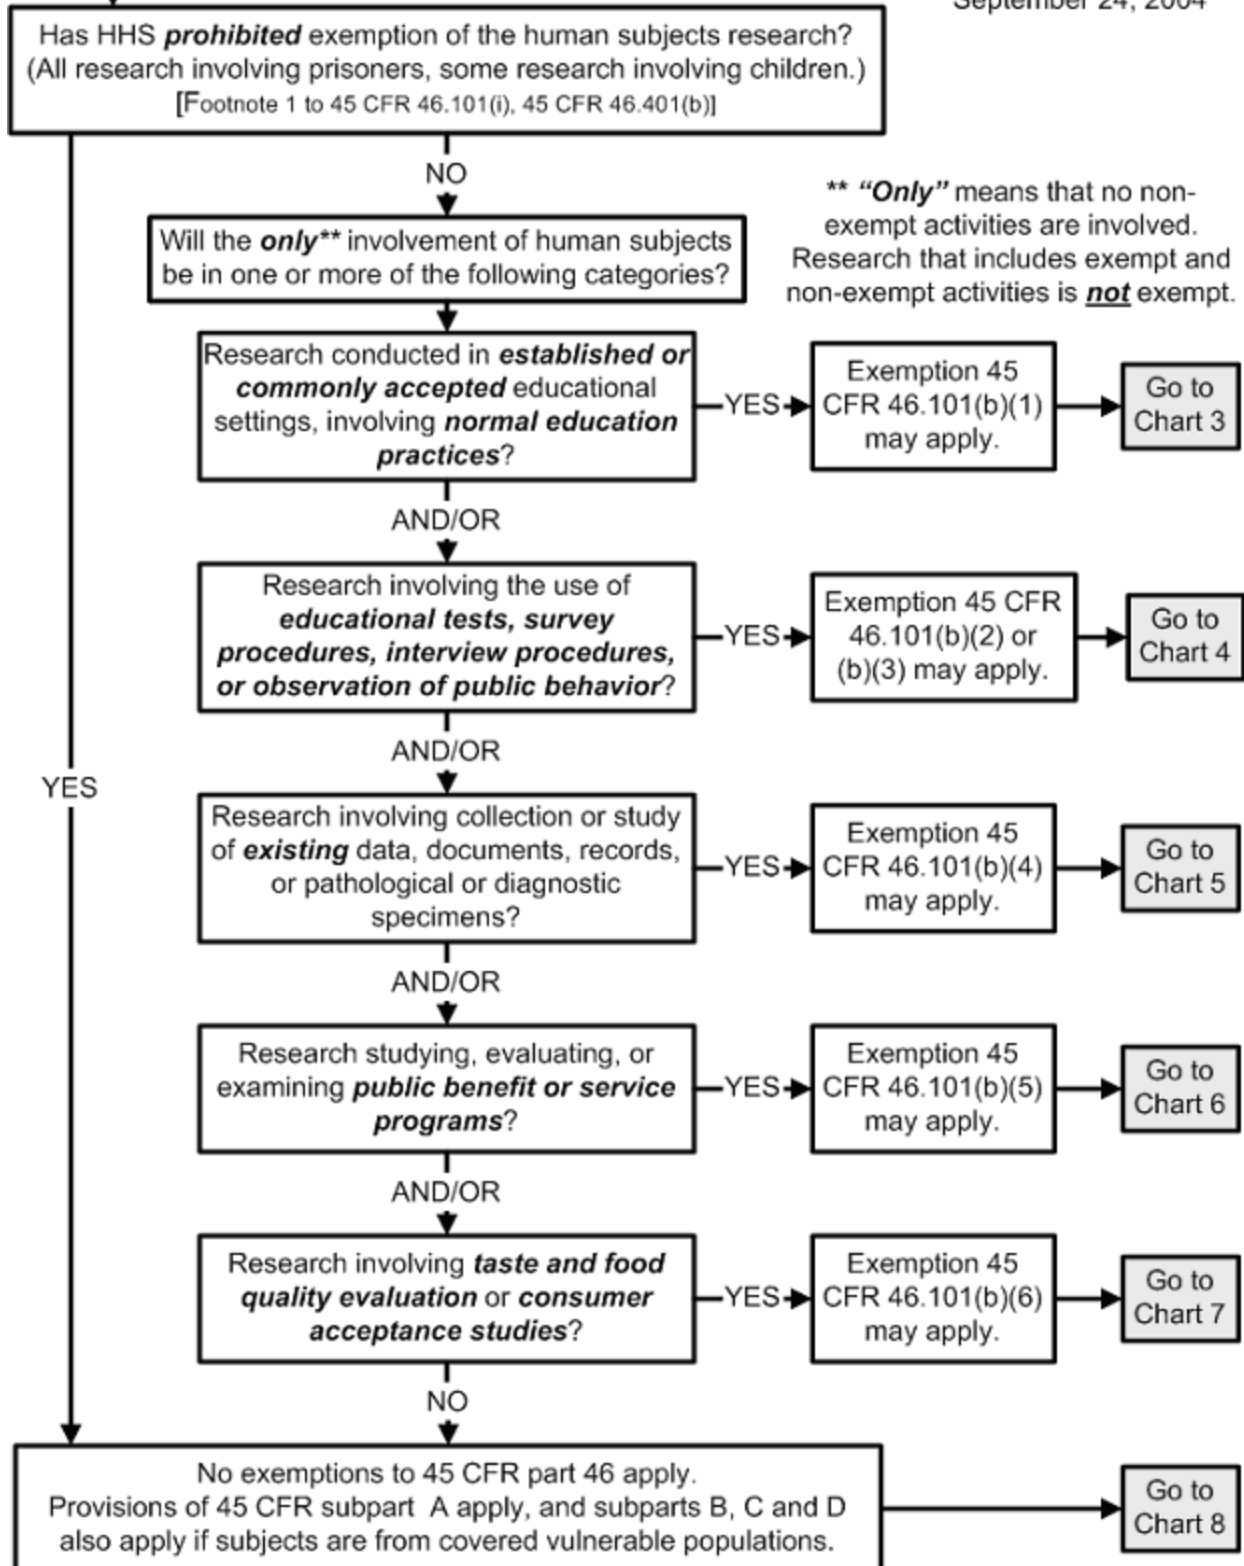 September 24, 2004
Has HHS prohibited exemption of the human subjects research?
(All research involving prisoners, some research involving children.)
[Footnote 1 to 45 CFR 46.101(i), 45 CFR 46.401(b)]
NO
** “Only” means that no non-
exempt activities are involved.
Research that includes exempt and
non-exempt activities is not exempt.
Will the only** involvement of human subjects
be in one or more of the following categories?
Research conducted in established or
commonly accepted educational
settings, involving normal education
practices?
YES
Exemption 45
CFR 46.101(b)(1)
may apply.
Go to
Chart 3
AND/OR
Research involving the use of
educational tests, survey
procedures, interview procedures,
or observation of public behavior?
YES
Exemption 45 CFR
46.101(b)(2) or
(b)(3) may apply.
Go to
Chart 4
AND/OR
YES
Research involving collection or study
of existing data, documents, records,
or pathological or diagnostic
specimens?
YES
Exemption 45
CFR 46.101(b)(4)
may apply.
Go to
Chart 5
AND/OR
Research studying, evaluating, or
examining public benefit or service
programs?
YES
Exemption 45
CFR 46.101(b)(5)
may apply.
Go to
Chart 6
AND/OR
Research involving taste and food
quality evaluation or consumer
acceptance studies?
YES
Exemption 45
CFR 46.101(b)(6)
may apply.
Go to
Chart 7
NO
No exemptions to 45 CFR part 46 apply.
Provisions of 45 CFR subpart A apply, and subparts B, C and D
also apply if subjects are from covered vulnerable populations.
Go to
Chart 8